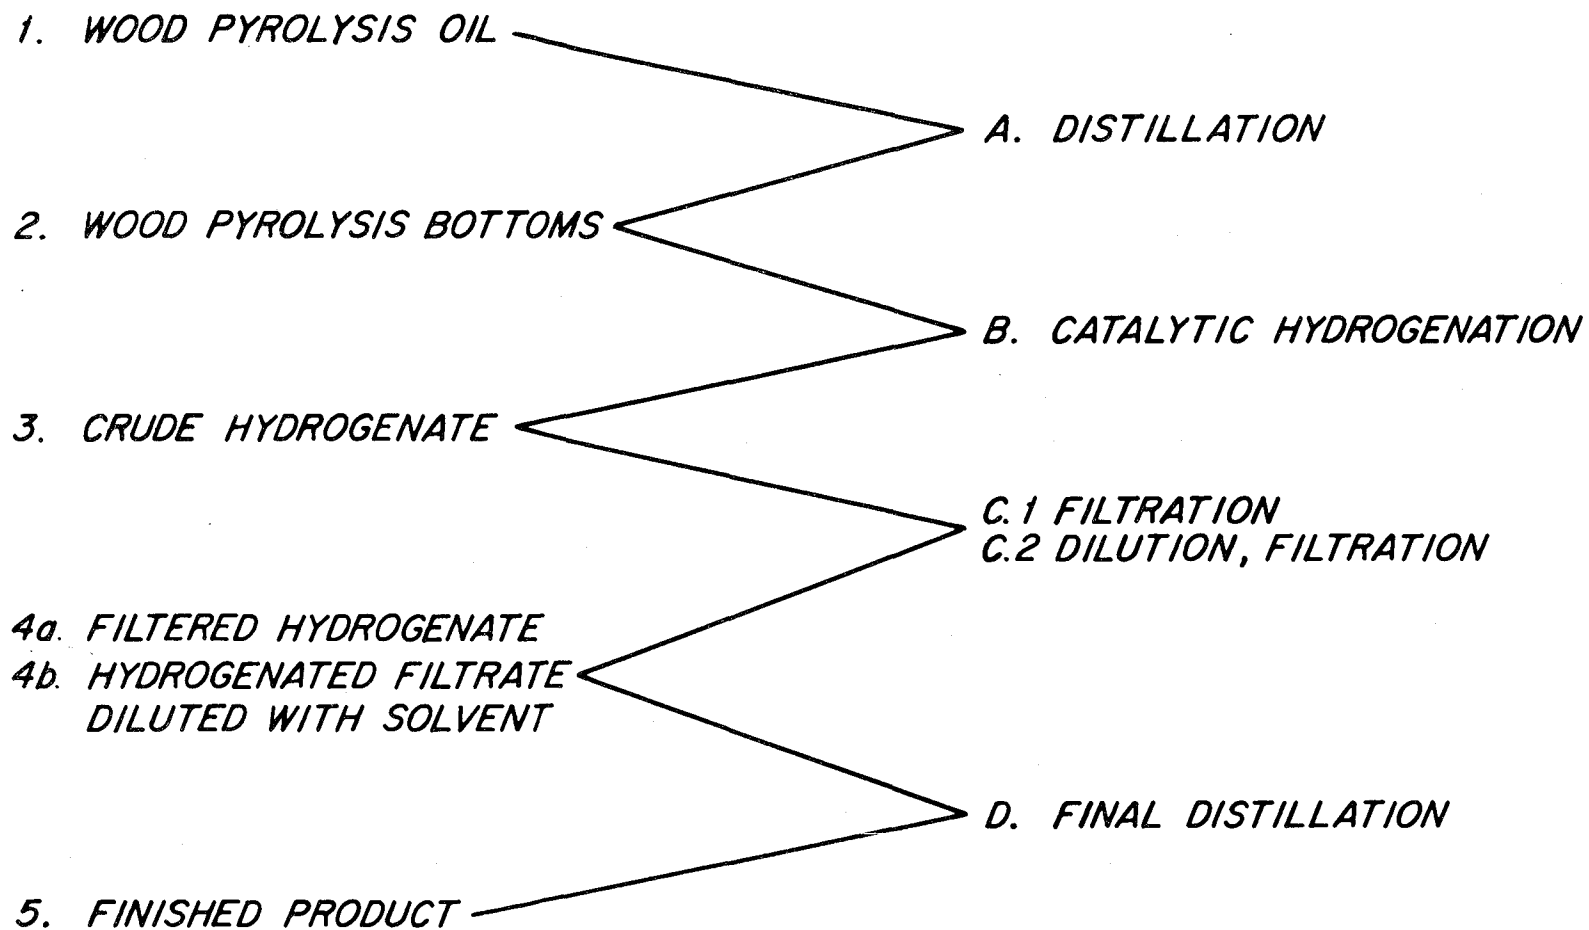 1. WOOD PYROLYSIS OIL
A. DISTILLATION
2. WOOD PYROLYSIS BOTTOMS
B. CATALYTIC HYDROGENATION
3. CRUDE HYDROGENATE
C.1 FILTRATION
C.2 DILUTION, FILTRATION
4a. FILTERED HYDROGENATE
4b. HYDROGENATED FILTRATE
DILUTED WITH SOLVENT
D. FINAL DISTILLATION
5. FINISHED PRODUCT